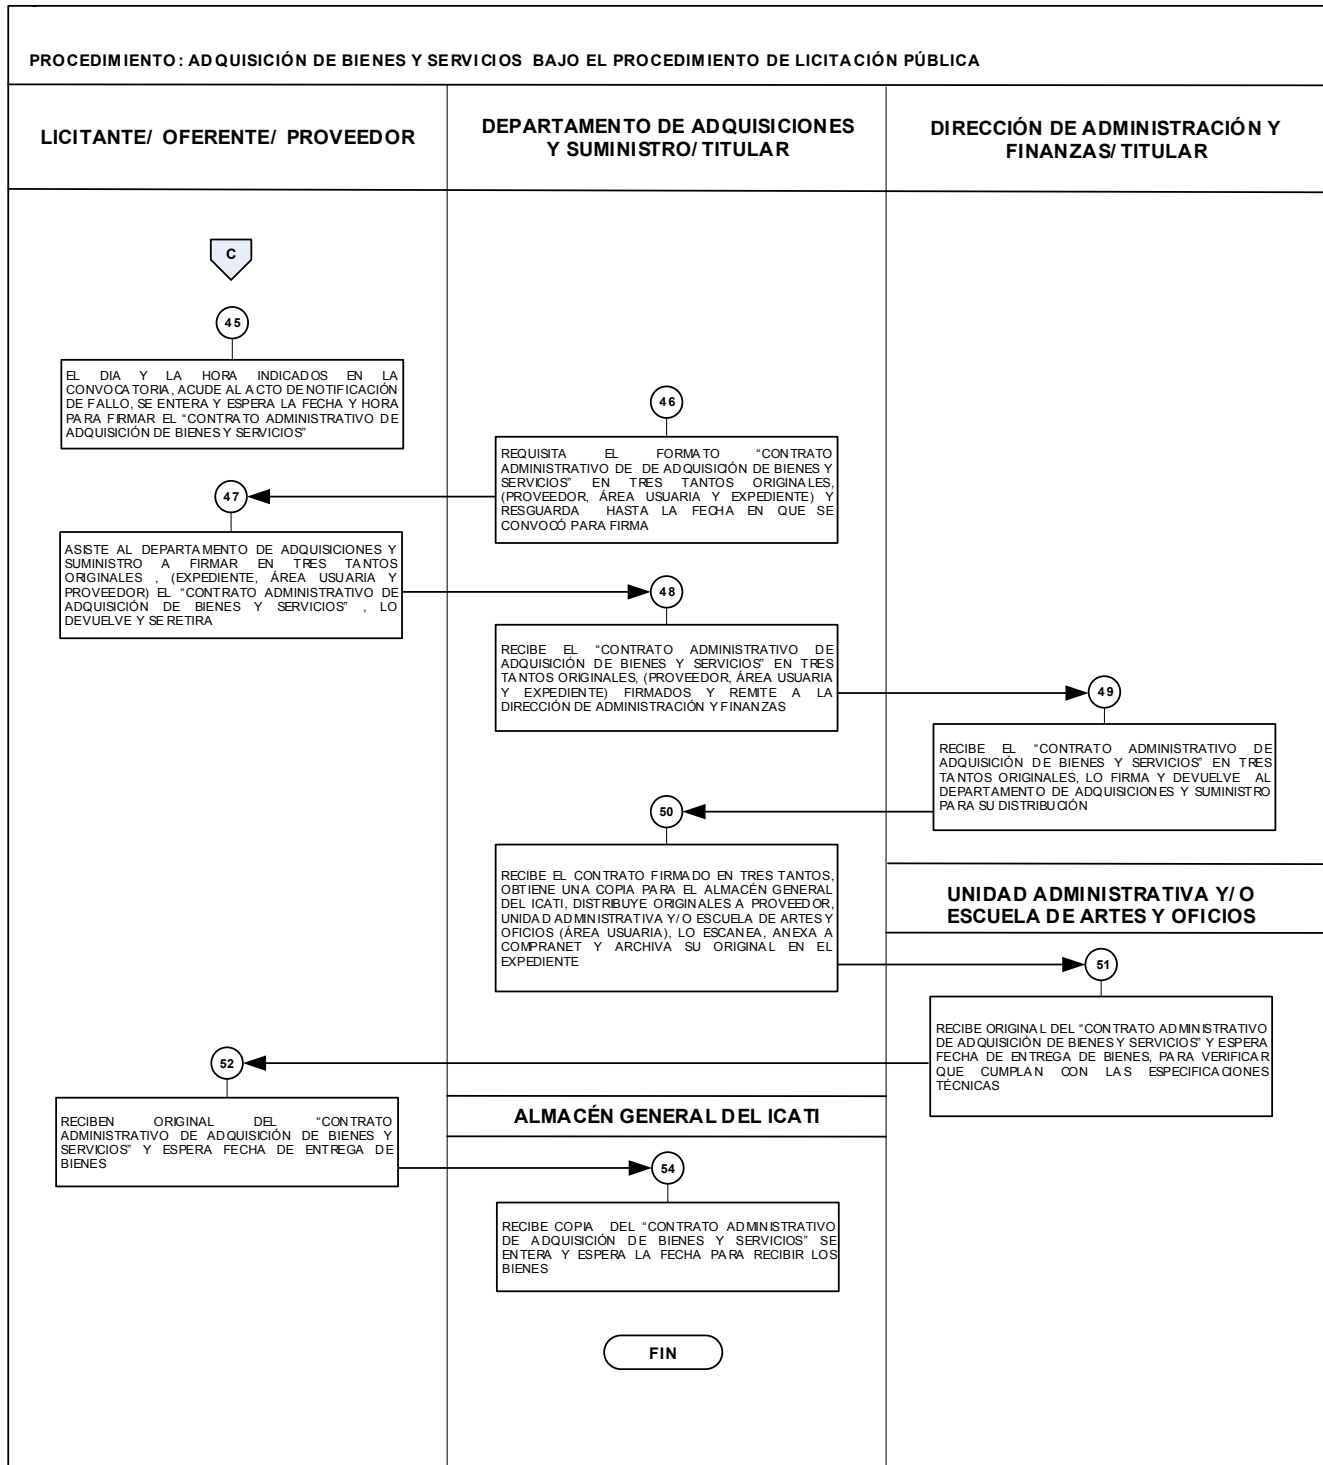 PROCEDIMIENTO: ADQUISICIÓN DE BIENES Y SERVICIOS BAJO EL PROCEDIMIENTO DE LICITACIÓN PÚBLICA
LICITANTE/ OFERENTE/ PROVEEDOR
DEPARTAMENTO DE ADQUISICIONES
Y SUMINISTRO/ TITULAR
DIRECCIÓN DE ADMINISTRACIÓN Y
FINANZAS/ TITULAR
C
45
EL DIA Y LA HORA INDICADOS EN LA
CONVOCATORIA, ACUDE AL ACTO DE NOTIFICACIÓN
DE FALLO, SE ENTERA Y ESPERA LA FECHA Y HORA
PARA FIRMAR EL "CONTRATO ADMINISTRATIVO DE
ADQUISICIÓN DE BIENES Y SERVICIOS"
46
REQUISITA EL FORMATO "CONTRATO
ADMINISTRATIVO DE DE ADQUISICIÓN DE BIENES Y
SERVICIOS" EN TRES TANTOS ORIGINALES,
(PROVEEDOR, ÁREA USUARIA Y EXPEDIENTE) Y
RESGUARDA HASTA LA FECHA EN QUE SE
CONVOCÓ PARA FIRMA
47
ASISTE AL DEPARTAMENTO DE ADQUISICIONES Y
SUMINISTRO A FIRMAR EN TRES TANTOS
ORIGINALES , (EXPEDIENTE, ÁREA USUARIA Y
PROVEEDOR) EL "CONTRATO ADMINISTRATIVO DE
ADQUISICIÓN DE BIENES Y SERVICIOS" , LO
DEVUELVE Y SE RETIRA
48
RECIBE EL "CONTRATO ADMINISTRATIVO DE
ADQUISICIÓN DE BIENES Y SERVICIOS" EN TRES
TANTOS ORIGINALES, (PROVEEDOR, ÁREA USUARIA
Y EXPEDIENTE) FIRMADOS Y REMITE A LA
DIRECCIÓN DE ADMINISTRACIÓN Y FINANZAS
49
RECIBE EL "CONTRATO ADMINISTRATIVO DE
ADQUISICIÓN DE BIENES Y SERVICIOS" EN TRES
TANTOS ORIGINALES, LO FIRMA Y DEVUELVE AL
DEPARTAMENTO DE ADQUISICIONES Y SUMINISTRO
PARA SU DISTRIBUCIÓN
50
RECIBE EL CONTRATO FIRMADO EN TRES TANTOS,
OBTIENE UNA COPIA PARA EL ALMACÉN GENERAL
DEL ICATI, DISTRIBUYE ORIGINALES A PROVEEDOR,
UNIDAD ADMINISTRATIVA Y/ O ESCUELA DE ARTES Y
OFICIOS (ÁREA USUARIA), LO ESCANEA, ANEXA A
COMPRANET Y ARCHIVA SU ORIGINAL EN EL
EXPEDIENTE
UNIDAD ADMINISTRATIVA Y/ O
ESCUELA DE ARTES Y OFICIOS
51
RECIBE ORIGINAL DEL "CONTRATO ADMINISTRATIVO
DE ADQUISICIÓN DE BIENES Y SERVICIOS" Y ESPERA
FECHA DE ENTREGA DE BIENES, PARA VERIFICAR
QUE CUMPLAN CON LAS ESPECIFICACIONES
TÉCNICAS
52
RECIBEN ORIGINAL DEL "CONTRATO
ADMINISTRATIVO DE ADQUISICIÓN DE BIENES Y
SERVICIOS" Y ESPERA FECHA DE ENTREGA DE
BIENES
ALMACÉN GENERAL DEL ICATI
54
RECIBE COPIA DEL "CONTRATO ADMINISTRATIVO
DE ADQUISICIÓN DE BIENES Y SERVICIOS" SE
ENTERA Y ESPERA LA FECHA PARA RECIBIR LOS
BIENES
FIN